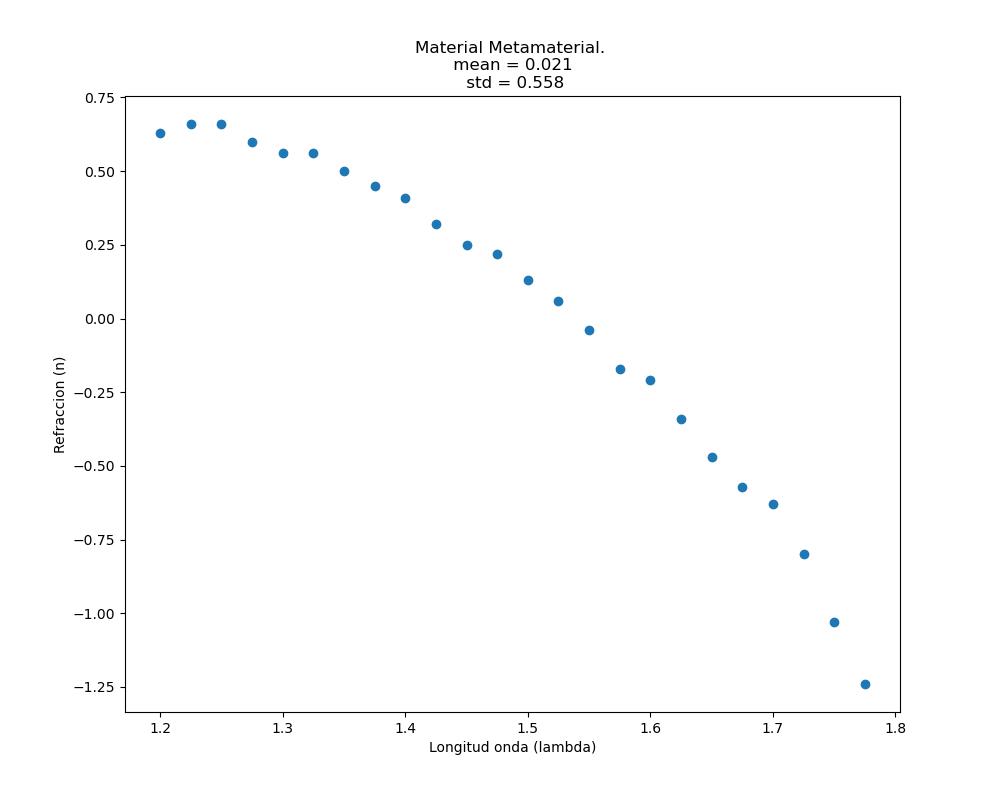 Material Metamaterial.
mean = 0.021
std = 0.558
0.75
0.50
0.25
0.00
−0.25
−0.50
−0.75
−1.00
−1.25
Refraccion (n)
1.2 1.3 1.4 1.5 1.6 1.7 1.8
Longitud onda (lambda)